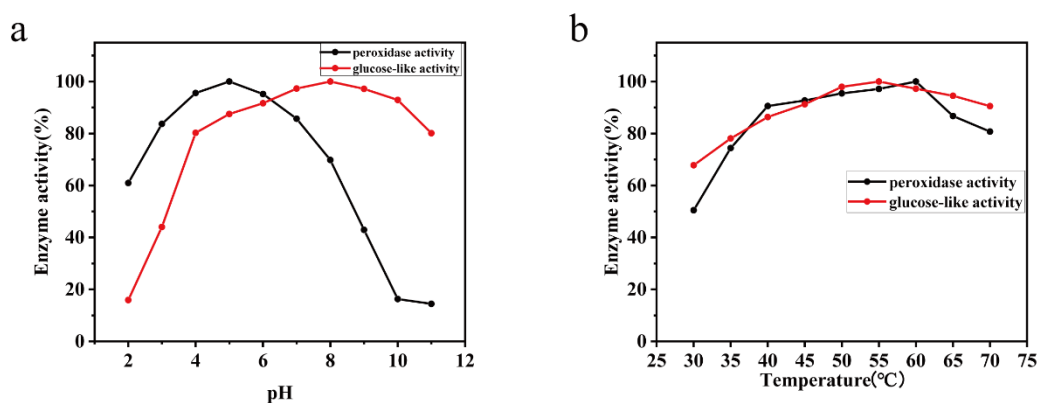 a
peroxidase activity
glucose-like activity
Enzyme activity(%)
100
80
60
40
20
0
2 4 6 8 10 12
pH
b
peroxidase activity
glucose-like activity
Enzyme activity(%)
100
80
60
40
20
0
25 30 35 40 45 50 55 60 65 70 75
Temperature(℃)